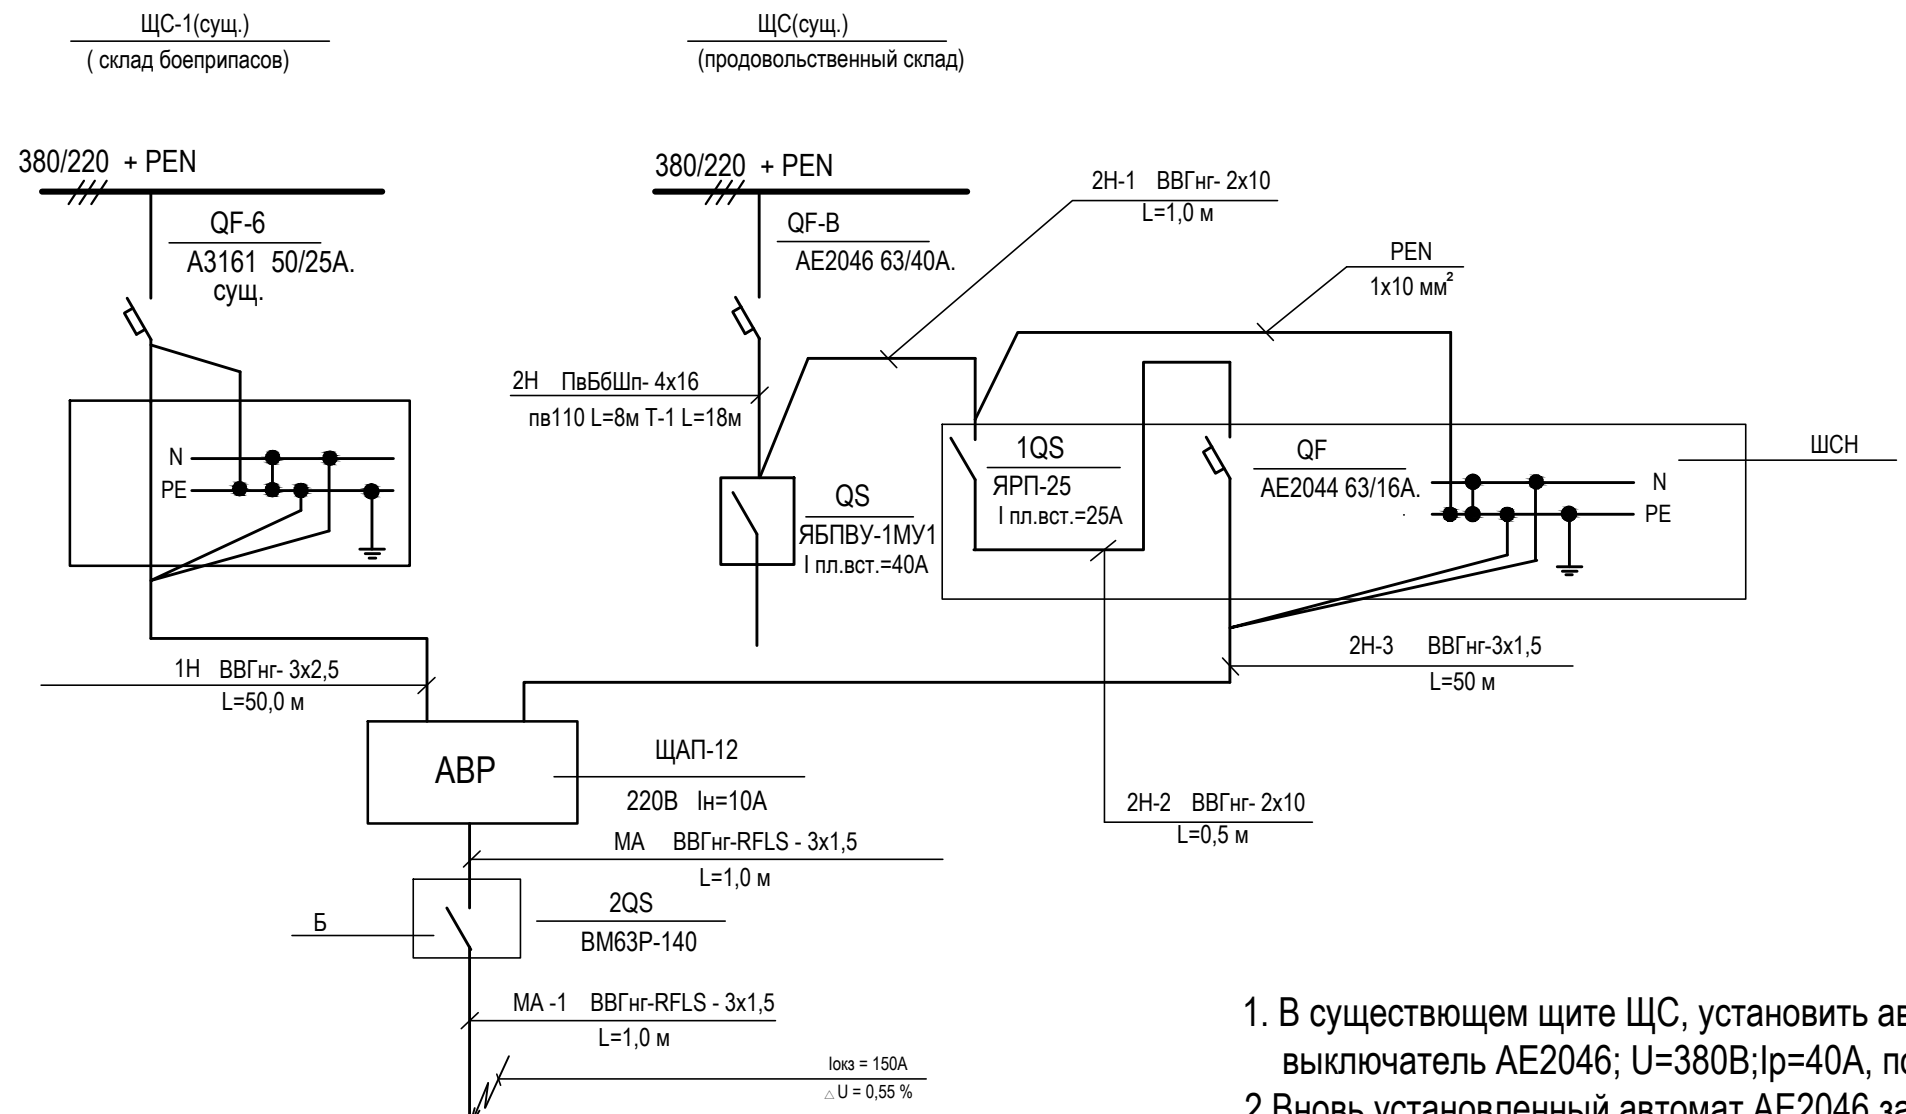 ЩС-1(сущ.)
( склад боеприпасов)
ЩС(сущ.)
(продовольственный склад)
380/220 + PEN
QF-6
А3161 50/25А.
сущ.
N
PE
380/220 + PEN
QF-В
АЕ2046 63/40А.
2Н-1 ВВГнг- 2х10
L=1,0 м
PEN
1х10 мм²
2Н ПвБбШп- 4х16
пв110 L=8м Т-1 L=18м
QS
ЯБПВУ-1МУ1
I пл.вст.=40А
1QS
ЯРП-25
I пл.вст.=25А
QF
АЕ2044 63/16А.
N
PE
ШСН
1Н ВВГнг- 3х2,5
L=50,0 м
2Н-3 ВВГнг-3х1,5
L=50 м
АВР
ЩАП-12
220В Iн=10А
2Н-2 ВВГнг- 2х10
L=0,5 м
МА ВВГнг-RFLS - 3х1,5
L=1,0 м
Б
2QS
ВМ63Р-140
МА -1 ВВГнг-RFLS - 3х1,5
L=1,0 м
Iокз = 150А
△ U = 0,55 %
1. В существющем щите ЩС, установить ав
выключатель АЕ2046; U=380В;Iр=40А, по
2.Вновь установленный автомат АЕ2046 за